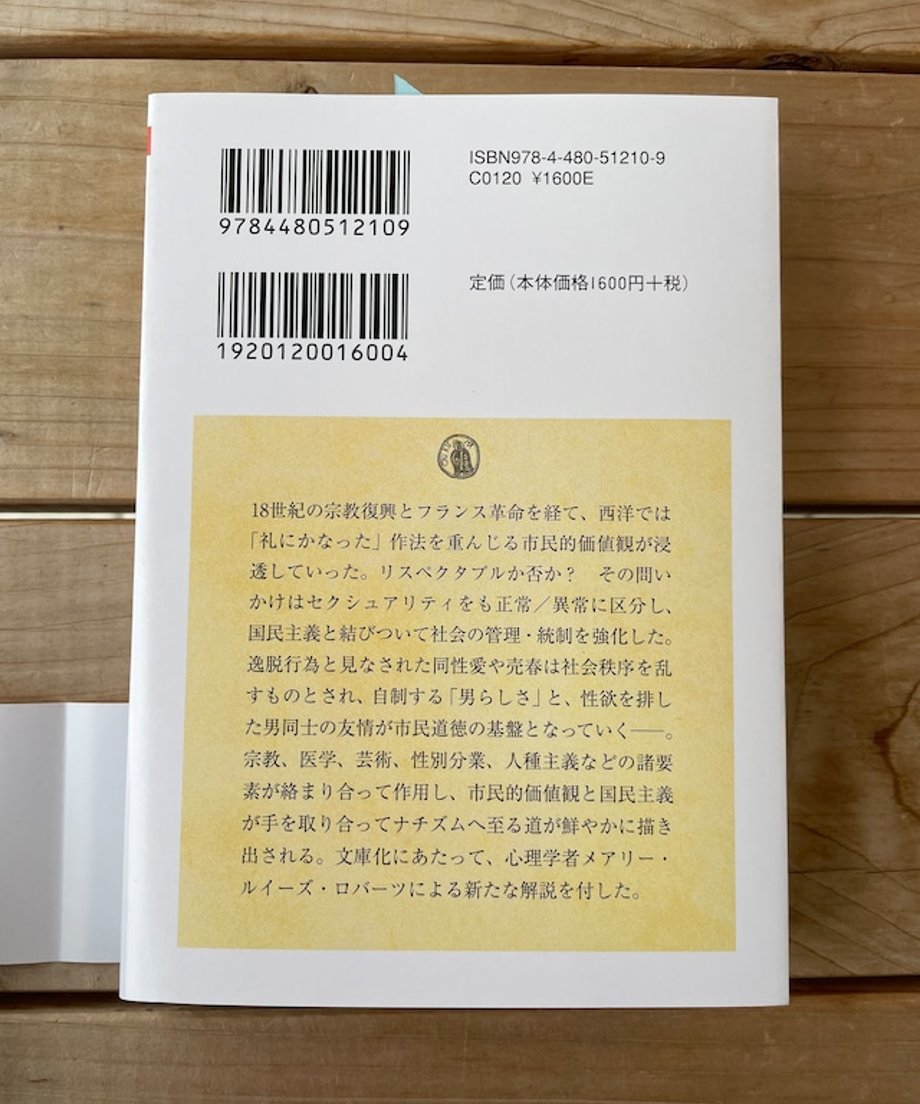 ISBN978-4-480-51210-9
C0120 ¥1600E
9784480512109
定価（本体価格1600円＋税）
1920120016004
18世紀の宗教復興とフランス革命を経て、西洋では
「礼にかなった」作法を重んじる市民的価値観が浸
透していった。リスペクタブルか否か？　その問い
かけはセクシュアリティをも正常／異常に区分し、
国民主義と結びついて社会の管理・統制を強化した。
逸脱行為と見なされた同性愛や売春は社会秩序を乱
すものとされ、自制する「男らしさ」と、性欲を排し
た男同士の友情が市民道徳の基盤となっていく――。
宗教、医学、芸術、性別分業、人種主義などの諸要
素が絡まり合って作用し、市民的価値観と国民主義
が手を取り合ってナチズムへ至る道が鮮やかに描き
出される。文庫化にあたって、心理学者メアリー・
ルイーズ・ロバーツによる新たな解説を付した。